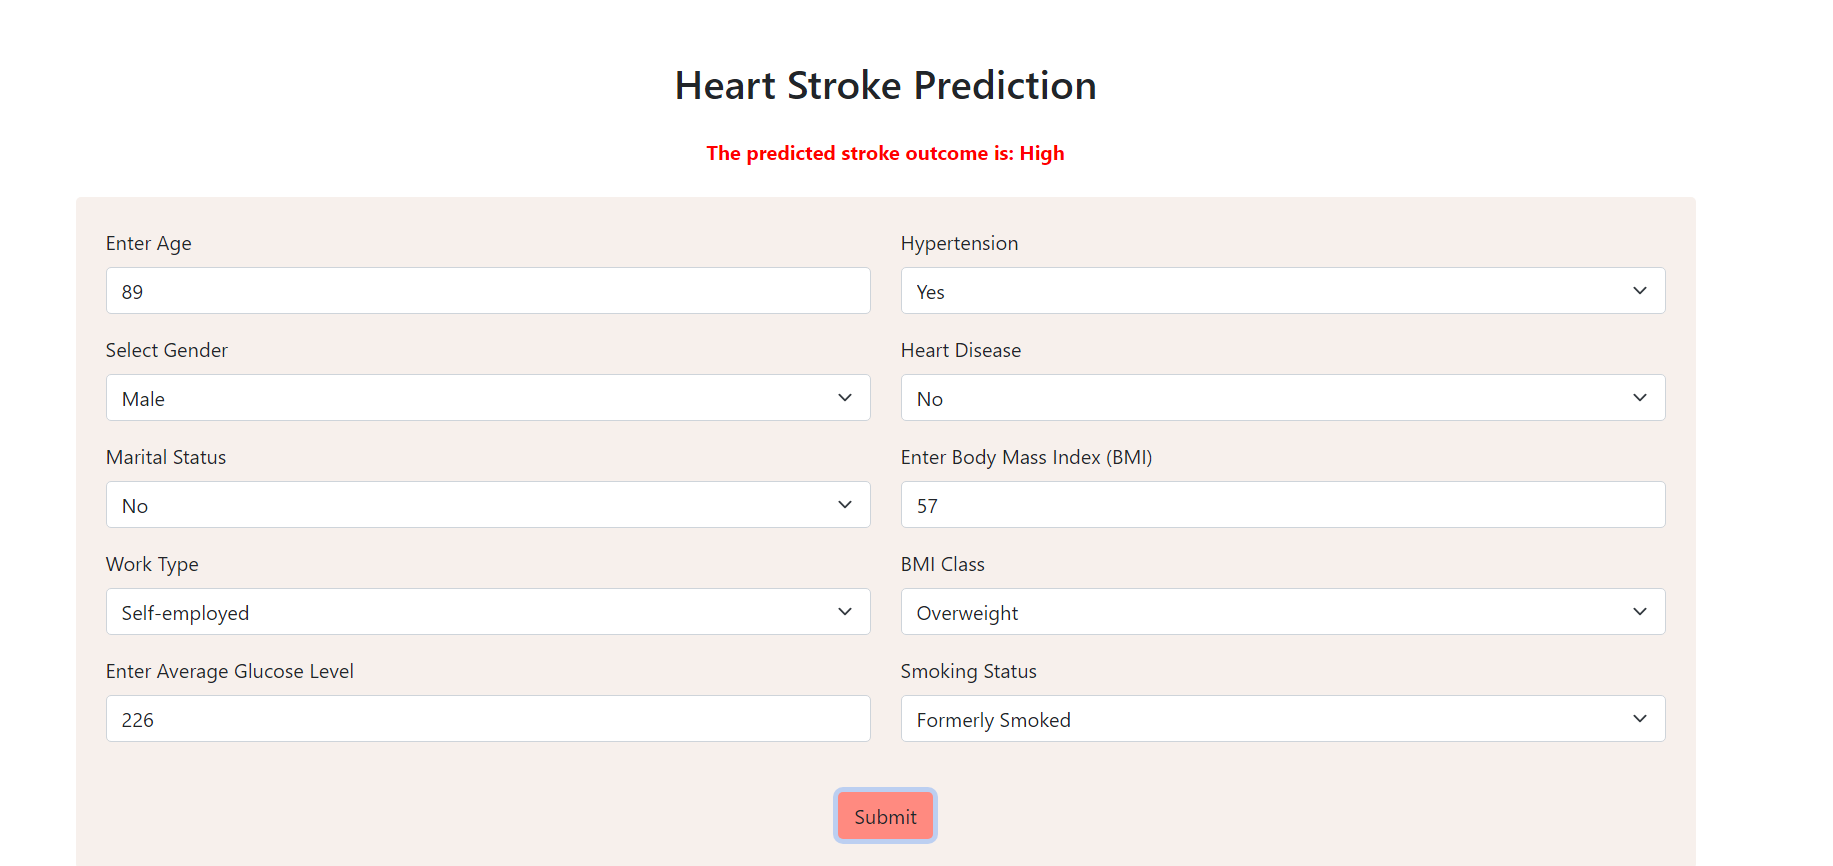 Heart Stroke Prediction
The predicted stroke outcome is: High
Enter Age
89
Hypertension
Yes
Select Gender
Male
Heart Disease
No
Marital Status
No
Enter Body Mass Index (BMI)
57
Work Type
Self-employed
BMI Class
Overweight
Enter Average Glucose Level
226
Smoking Status
Formerly Smoked
Submit